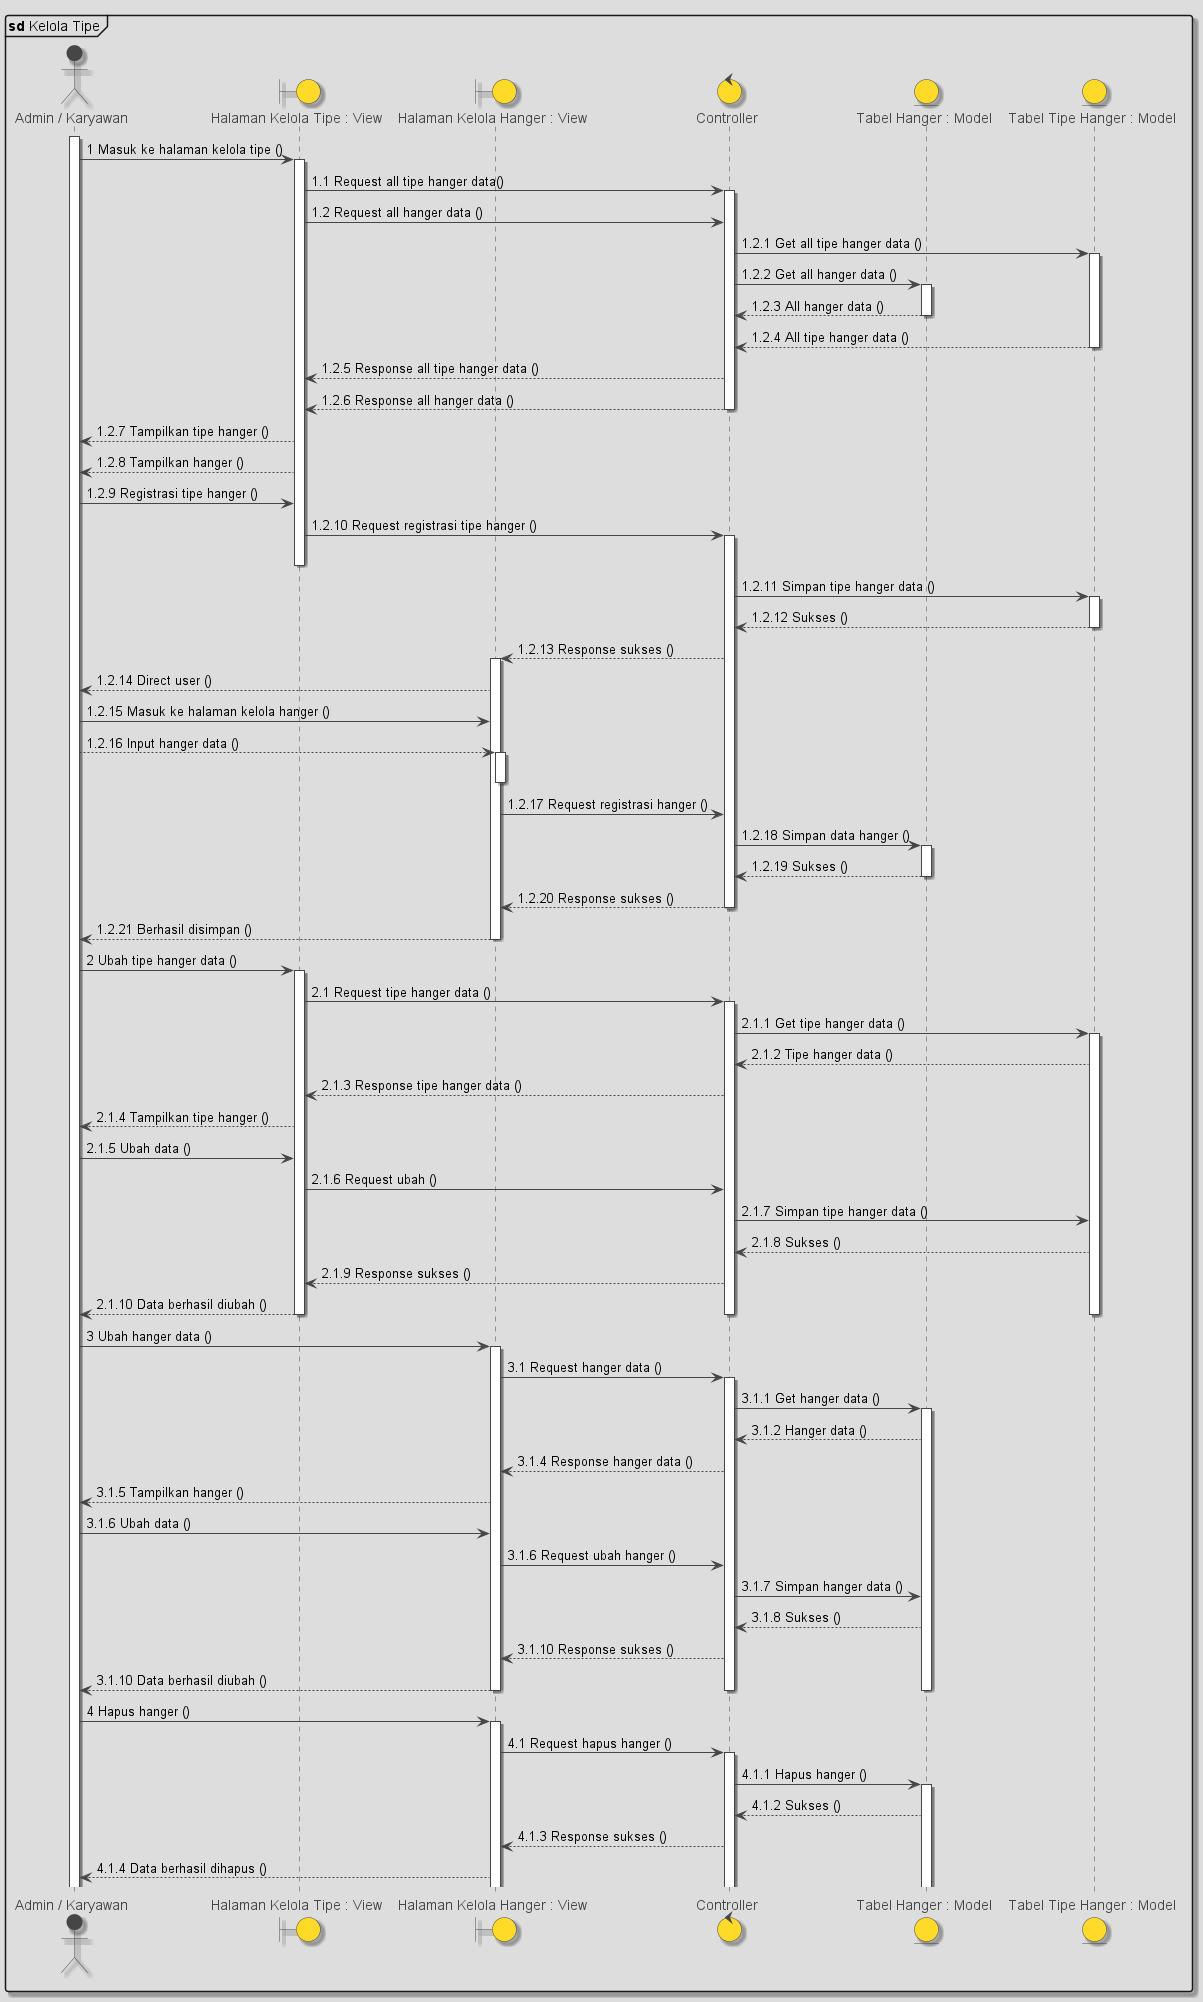 sd Kelola Tipe
Admin / Karyawan
Halaman Kelola Tipe : View
Halaman Kelola Hanger : View
Controller
Tabel Hanger : Model
Tabel Tipe Hanger : Model
1 Masuk ke halaman kelola tipe ()
1.1 Request all tipe hanger data()
1.2 Request all hanger data ()
1.2.1 Get all tipe hanger data ()
1.2.2 Get all hanger data ()
1.2.3 All hanger data ()
1.2.4 All tipe hanger data ()
1.2.5 Response all tipe hanger data ()
1.2.6 Response all hanger data ()
1.2.7 Tampilkan tipe hanger ()
1.2.8 Tampilkan hanger ()
1.2.9 Registrasi tipe hanger ()
1.2.10 Request registrasi tipe hanger ()
1.2.11 Simpan tipe hanger data ()
1.2.12 Sukses ()
1.2.13 Response sukses ()
1.2.14 Direct user ()
1.2.15 Masuk ke halaman kelola hanger ()
1.2.16 Input hanger data ()
1.2.17 Request registrasi hanger ()
1.2.18 Simpan data hanger ()
1.2.19 Sukses ()
1.2.20 Response sukses ()
1.2.21 Berhasil disimpan ()
2 Ubah tipe hanger data ()
2.1 Request tipe hanger data ()
2.1.1 Get tipe hanger data ()
2.1.2 Tipe hanger data ()
2.1.3 Response tipe hanger data ()
2.1.4 Tampilkan tipe hanger ()
2.1.5 Ubah data ()
2.1.6 Request ubah ()
2.1.7 Simpan tipe hanger data ()
2.1.8 Sukses ()
2.1.9 Response sukses ()
2.1.10 Data berhasil diubah ()
3 Ubah hanger data ()
3.1 Request hanger data ()
3.1.1 Get hanger data ()
3.1.2 Hanger data ()
3.1.4 Response hanger data ()
3.1.5 Tampilkan hanger ()
3.1.6 Ubah data ()
3.1.6 Request ubah hanger ()
3.1.7 Simpan hanger data ()
3.1.8 Sukses ()
3.1.10 Response sukses ()
3.1.10 Data berhasil diubah ()
4 Hapus hanger ()
4.1 Request hapus hanger ()
4.1.1 Hapus hanger ()
4.1.2 Sukses ()
4.1.3 Response sukses ()
4.1.4 Data berhasil dihapus ()
Admin / Karyawan
Halaman Kelola Tipe : View
Halaman Kelola Hanger : View
Controller
Tabel Hanger : Model
Tabel Tipe Hanger : Model